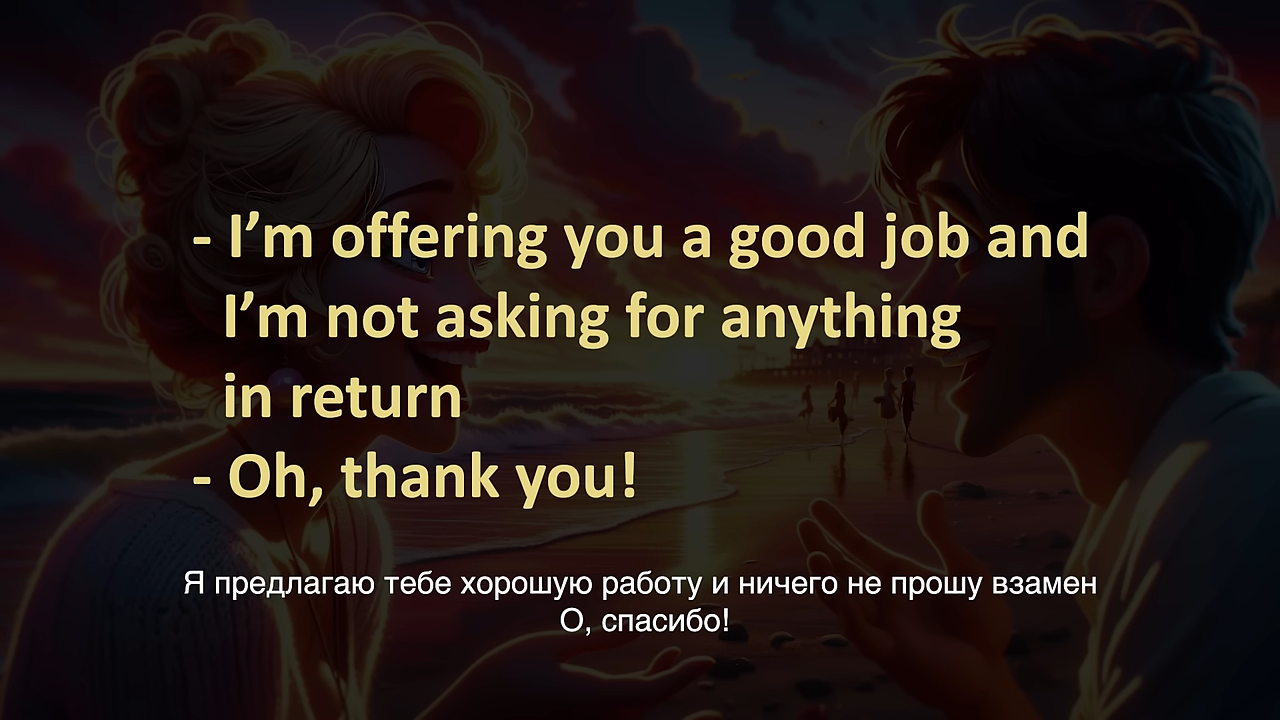 - I’m offering you a good job and
I’m not asking for anything
in return
- Oh, thank you!
Я предлагаю тебе хорошую работу и ничего не прошу взамен
О, спасибо!